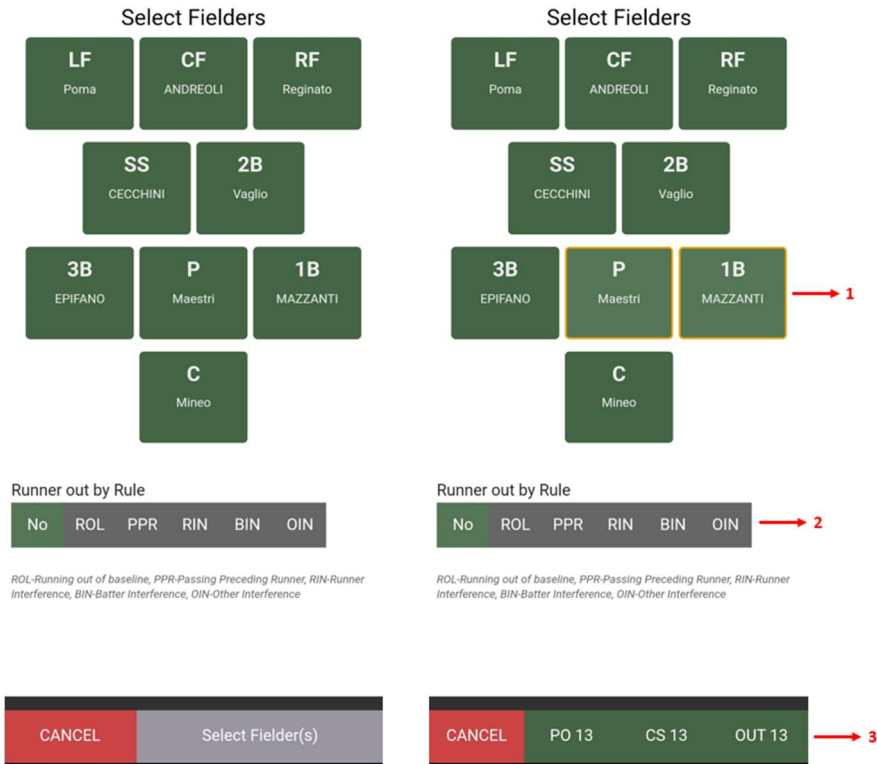 Select Fielders
LF CF RF
Poma ANDREOLI Reginato
SS 2B
CECCHINI Vaglio
3B P 1B
EPIFANO Maestri MAZZANTI
C
Mineo
Runner out by Rule
No ROL PPR RIN BIN OIN
ROL-Running out of baseline, PPR-Passing Preceding Runner, RIN-Runner
Interference, BIN-Batter Interference, OIN-Other Interference
CANCEL Select Fielder(s)
Select Fielders
LF CF RF
Poma ANDREOLI Reginato
SS 2B
CECCHINI Vaglio
3B P 1B
EPIFANO Maestri MAZZANTI
1
C
Mineo
Runner out by Rule
No ROL PPR RIN BIN OIN
2
ROL-Running out of baseline, PPR-Passing Preceding Runner, RIN-Runner
Interference, BIN-Batter Interference, OIN-Other Interference
CANCEL PO 13 CS 13 OUT 13
3